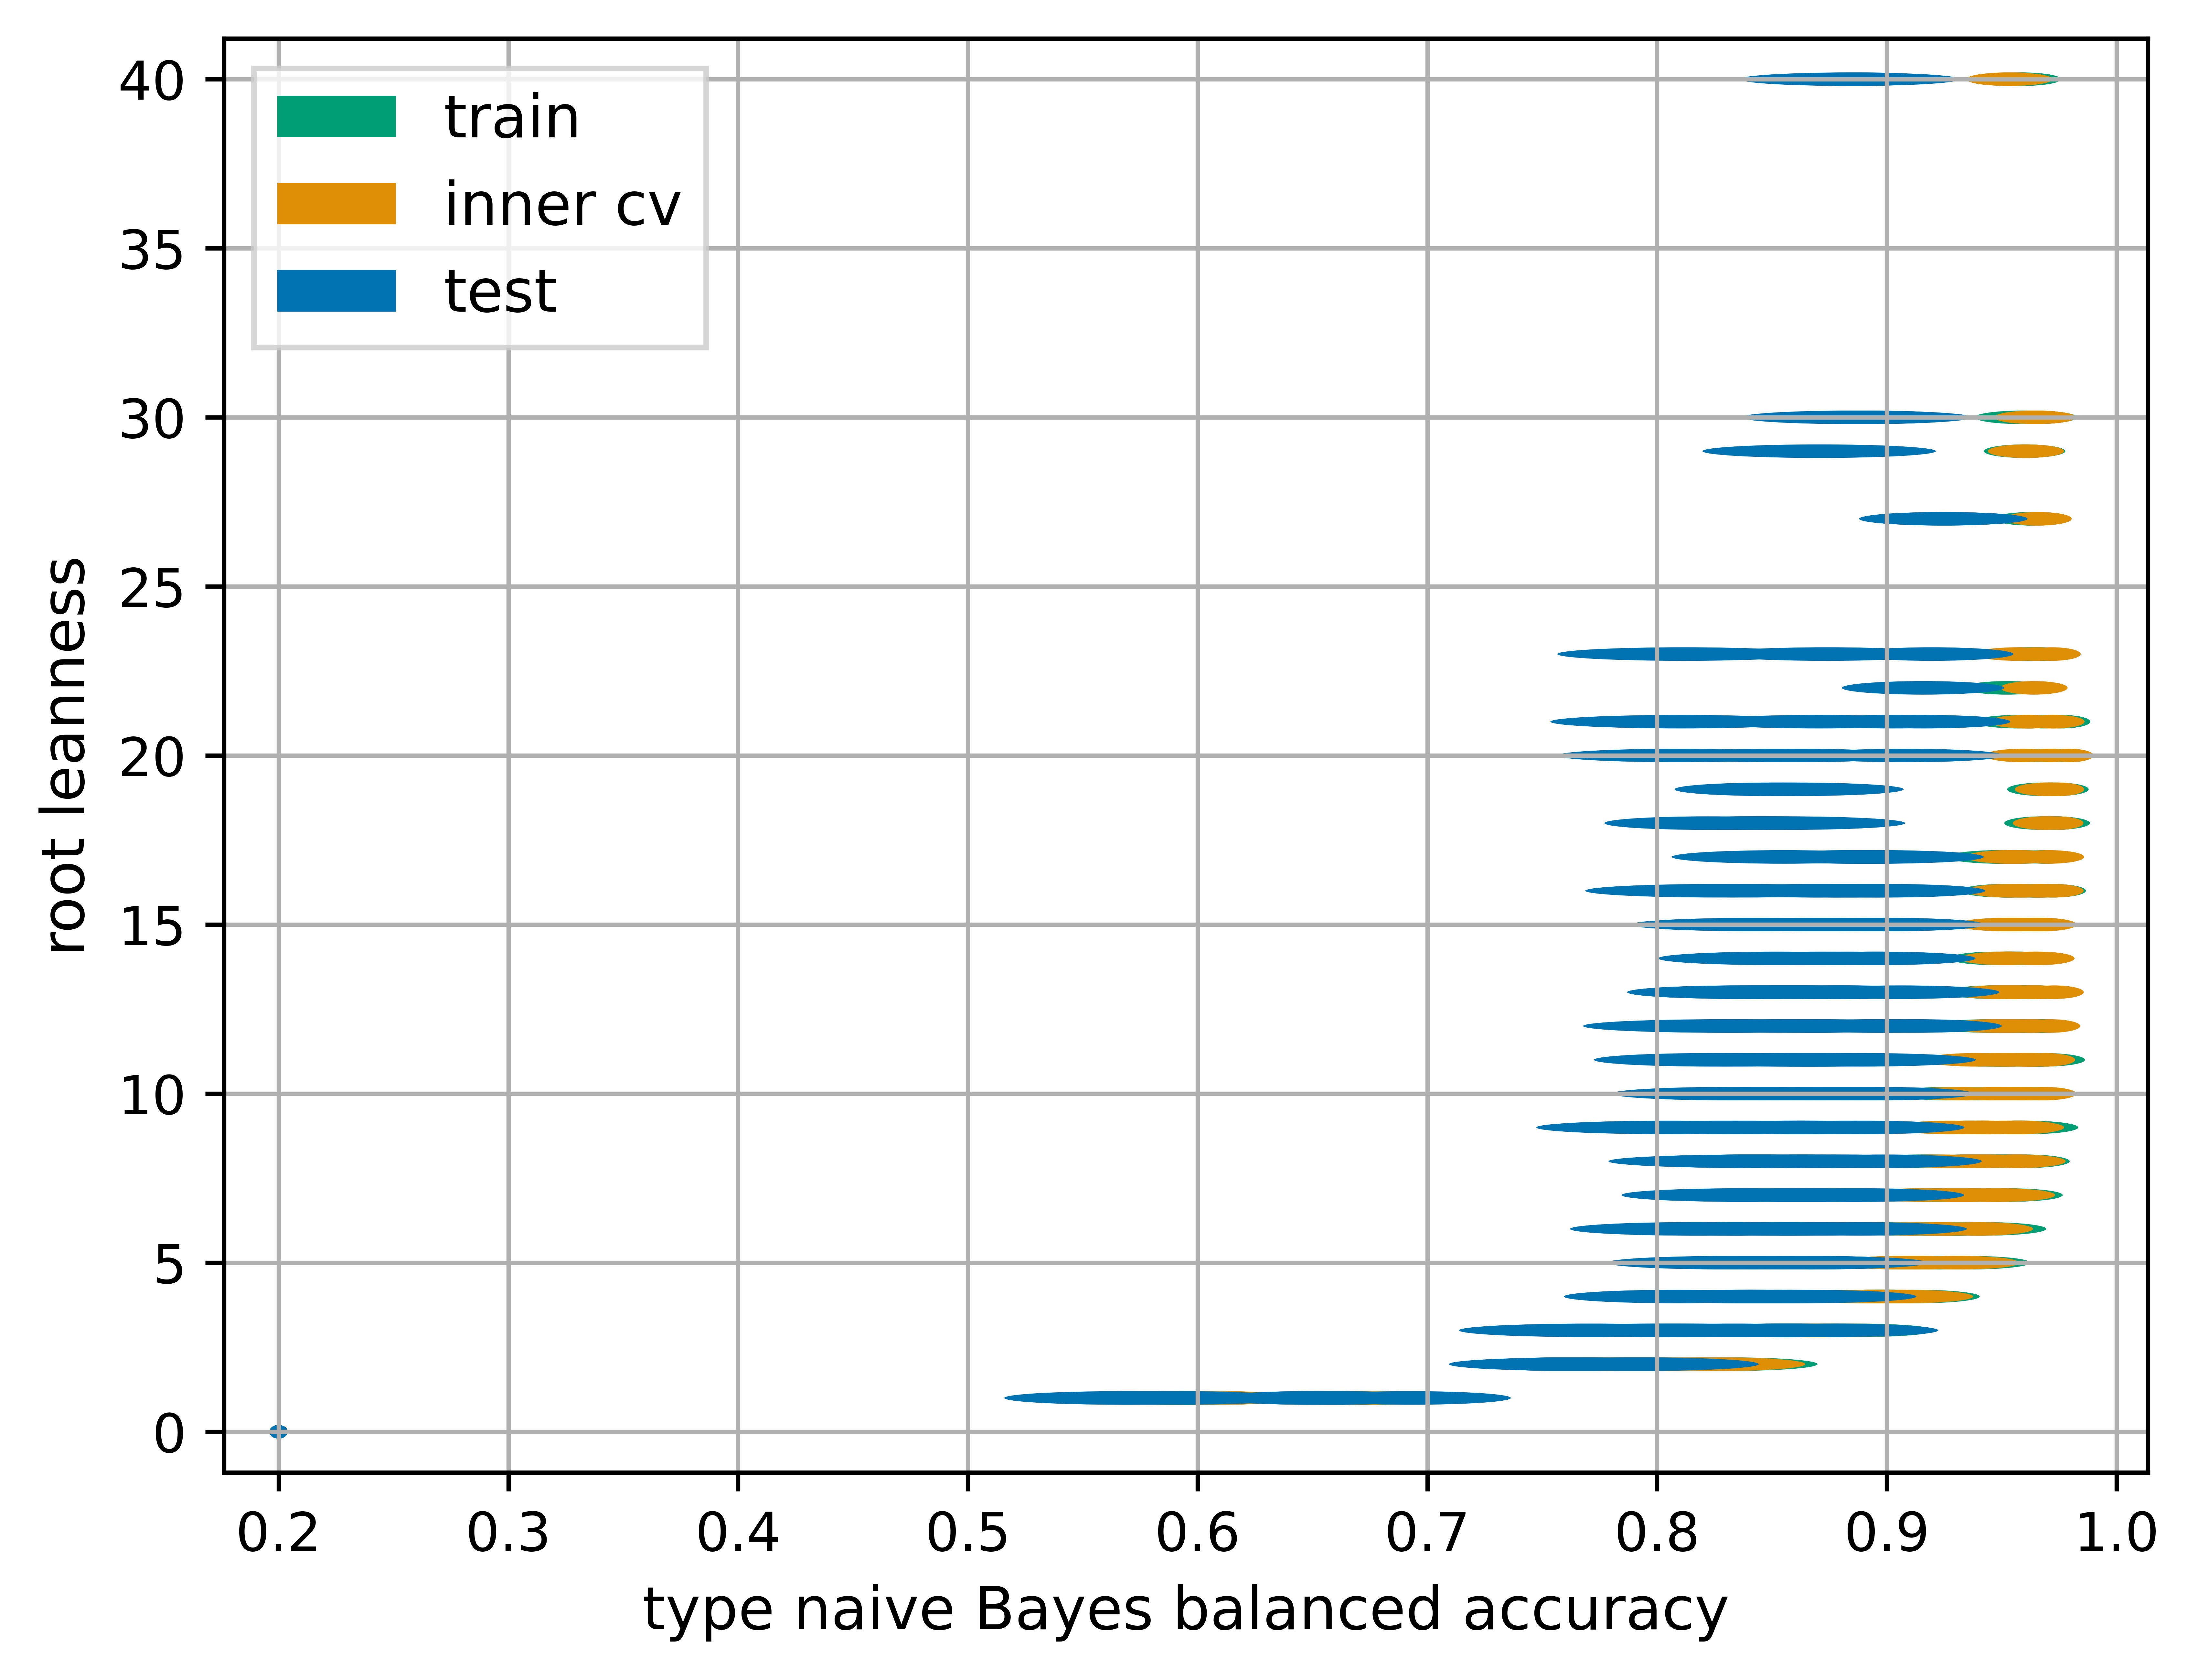 train
inner cv
test
40
35
30
25
20
15
10
5
0
root leanness
0.2 0.3 0.4 0.5 0.6 0.7 0.8 0.9 1.0
type naive Bayes balanced accuracy